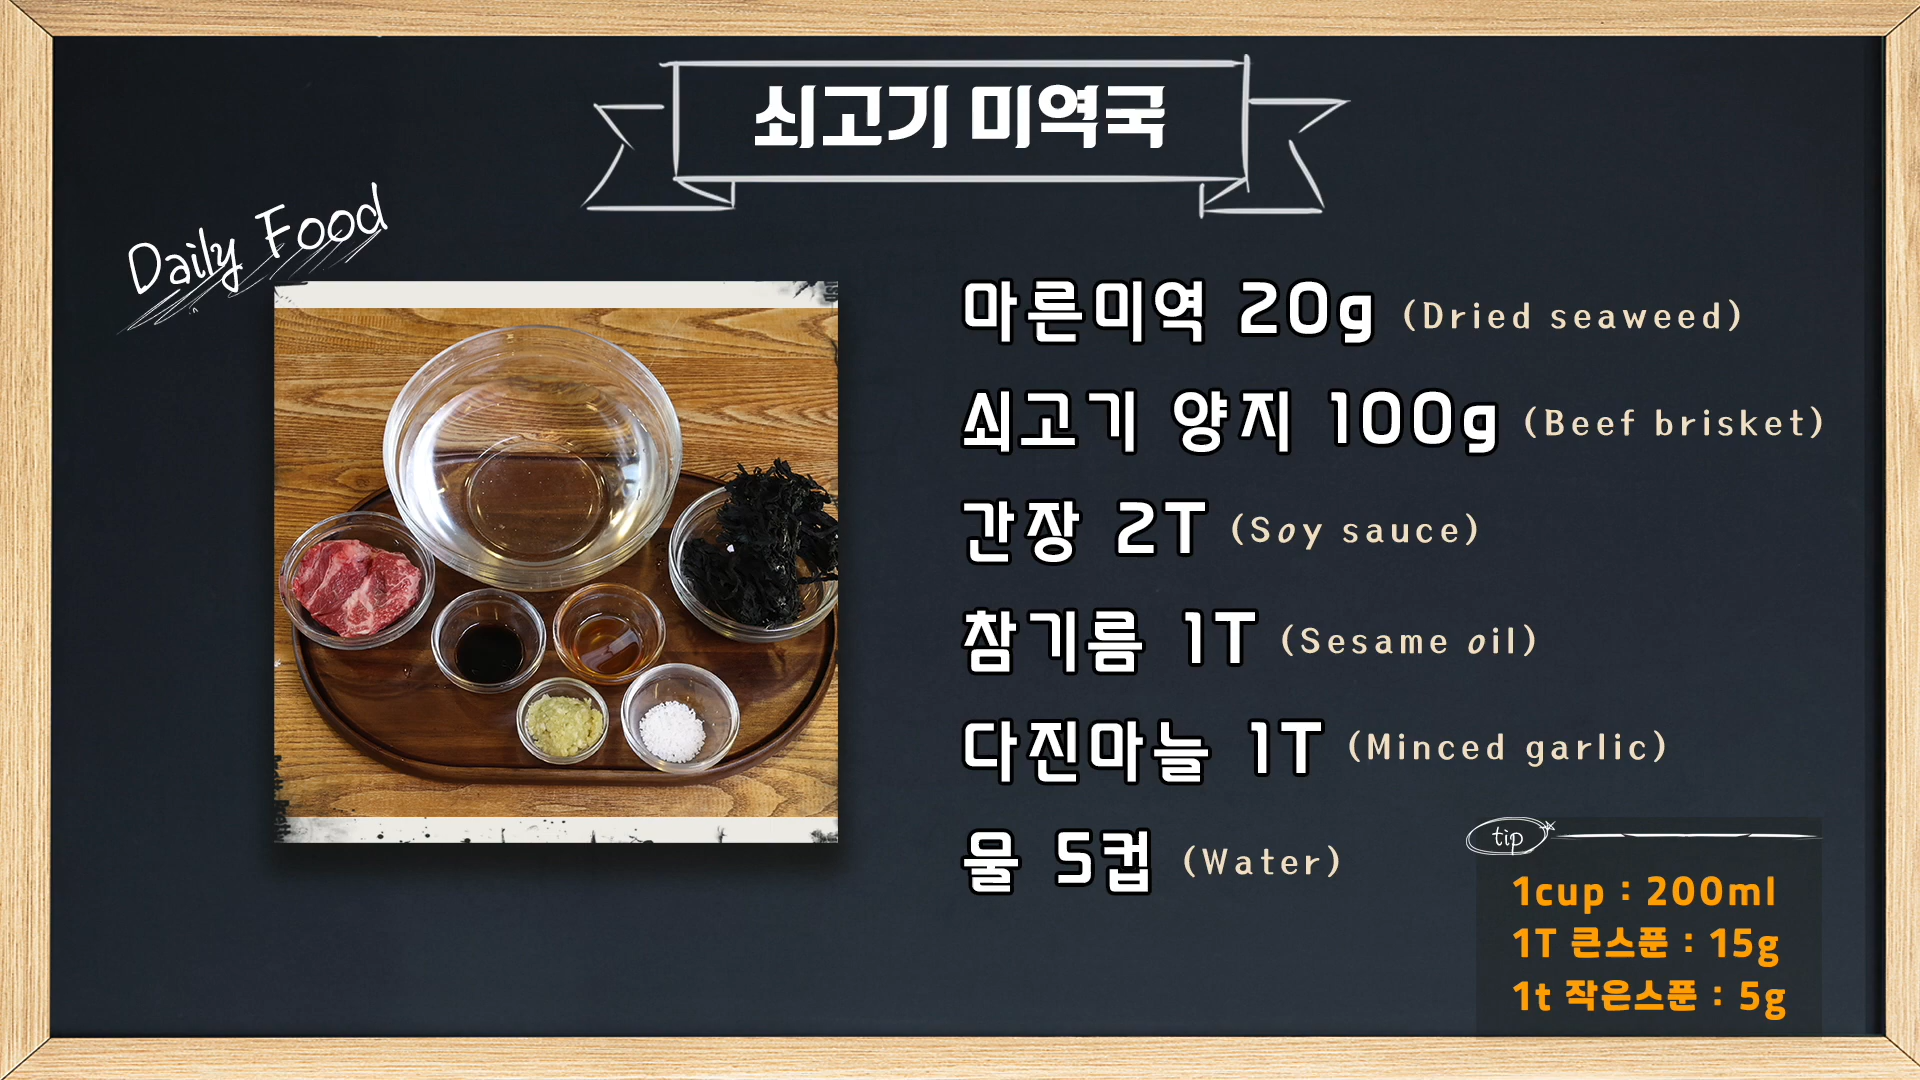 쇠고기 미역국
Daily Food
마른미역 20g (Dried seaweed)
쇠고기 양지 100g (Beef brisket)
간장 2T (Soy sauce)
참기름 1T (Sesame oil)
다진마늘 1T (Minced garlic)
물 5컵 (Water)
tip
1cup : 200ml
1T 큰스푼 : 15g
1t 작은스푼 : 5g